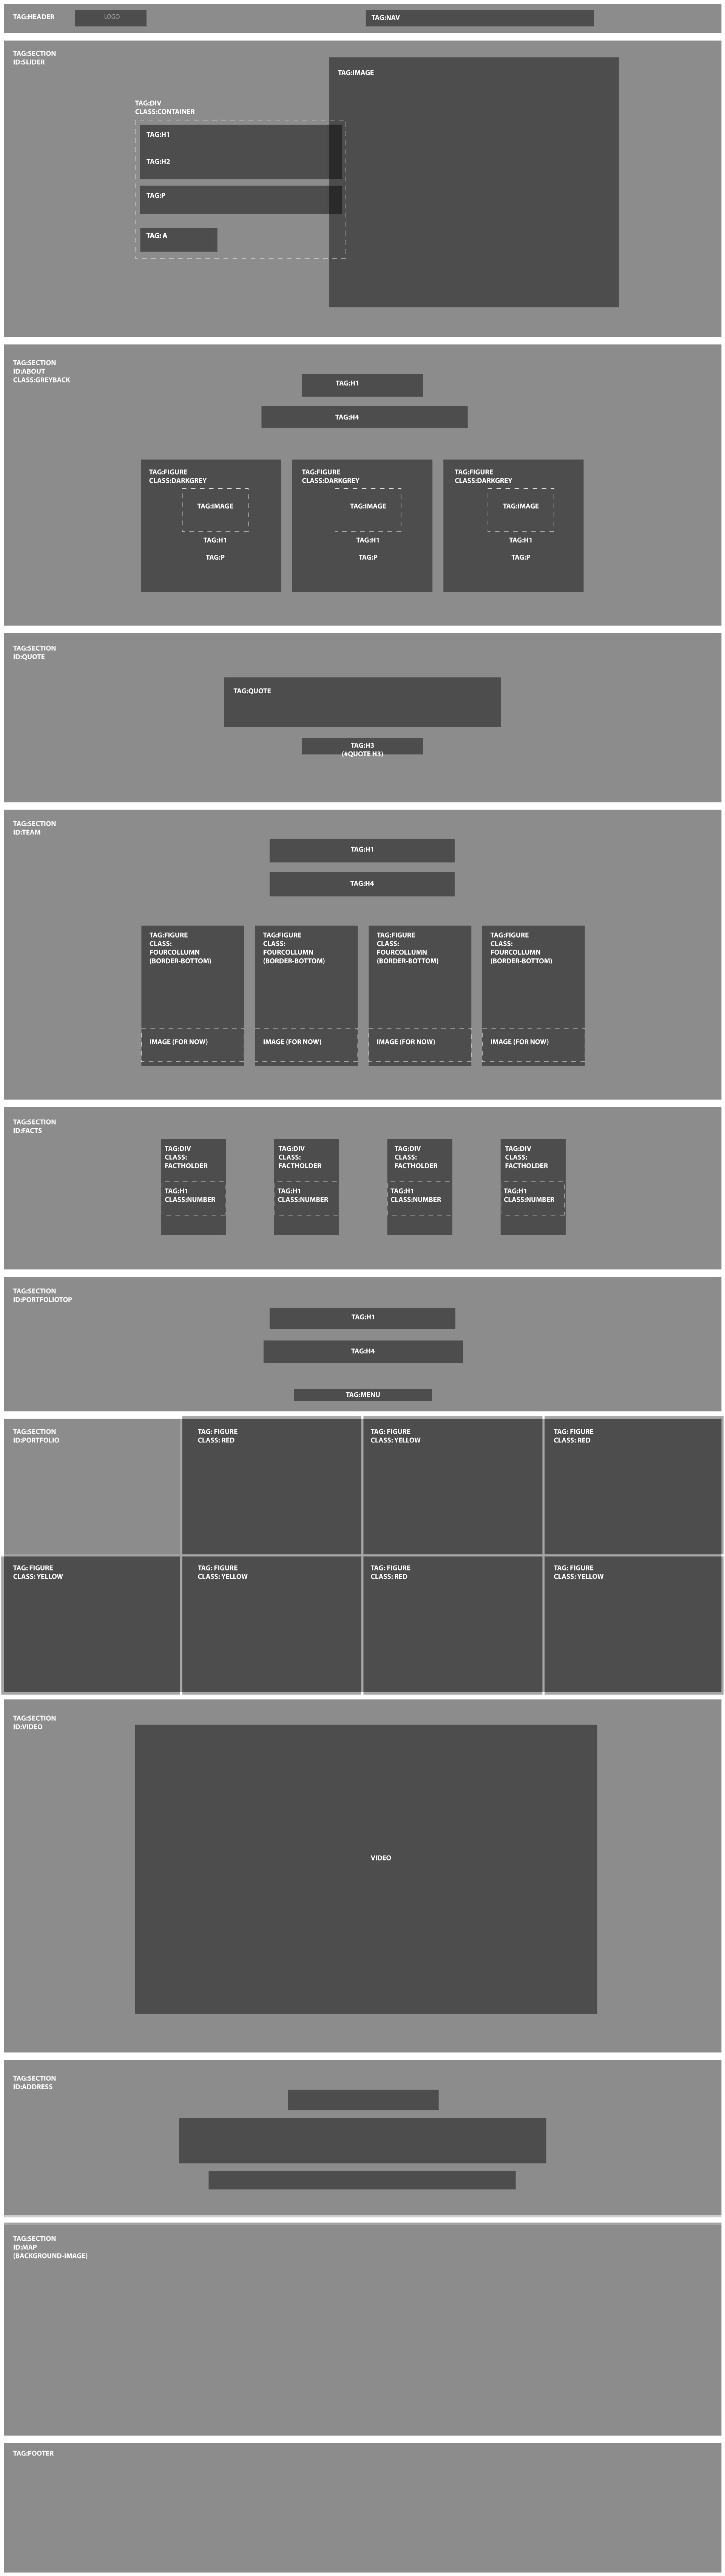 TAG:HEADER
LOGO
TAG:NAV
TAG:SECTION
ID:SLIDER
TAG:IMAGE
TAG:DIV
CLASS:CONTAINER
TAG:H1
TAG:H2
TAG:P
TAG: A
TAG:SECTION
ID:ABOUT
CLASS:GREYBACK
TAG:H1
TAG:H4
TAG:FIGURE
CLASS:DARKGREY
TAG:IMAGE
TAG:H1
TAG:P
TAG:FIGURE
CLASS:DARKGREY
TAG:IMAGE
TAG:H1
TAG:P
TAG:FIGURE
CLASS:DARKGREY
TAG:IMAGE
TAG:H1
TAG:P
TAG:SECTION
ID:QUOTE
TAG:QUOTE
TAG:H3
(#QUOTE H3)
TAG:SECTION
ID:TEAM
TAG:H1
TAG:H4
TAG:FIGURE
CLASS:
FOURCOLLUMN
(BORDER-BOTTOM)
IMAGE (FOR NOW)
TAG:FIGURE
CLASS:
FOURCOLLUMN
(BORDER-BOTTOM)
IMAGE (FOR NOW)
TAG:FIGURE
CLASS:
FOURCOLLUMN
(BORDER-BOTTOM)
IMAGE (FOR NOW)
TAG:FIGURE
CLASS:
FOURCOLLUMN
(BORDER-BOTTOM)
IMAGE (FOR NOW)
TAG:SECTION
ID:FACTS
TAG:DIV
CLASS:
FACTHOLDER
TAG:H1
CLASS:NUMBER
TAG:DIV
CLASS:
FACTHOLDER
TAG:H1
CLASS:NUMBER
TAG:DIV
CLASS:
FACTHOLDER
TAG:H1
CLASS:NUMBER
TAG:DIV
CLASS:
FACTHOLDER
TAG:H1
CLASS:NUMBER
TAG:SECTION
ID:PORTFOLIOTOP
TAG:H1
TAG:H4
TAG:MENU
TAG:SECTION
ID:PORTFOLIO
TAG: FIGURE
CLASS: RED
TAG: FIGURE
CLASS: YELLOW
TAG: FIGURE
CLASS: RED
TAG: FIGURE
CLASS: YELLOW
TAG: FIGURE
CLASS: YELLOW
TAG: FIGURE
CLASS: RED
TAG: FIGURE
CLASS: YELLOW
TAG:SECTION
ID:VIDEO
VIDEO
TAG:SECTION
ID:ADDRESS
TAG:SECTION
ID:MAP
(BACKGROUND-IMAGE)
TAG:FOOTER